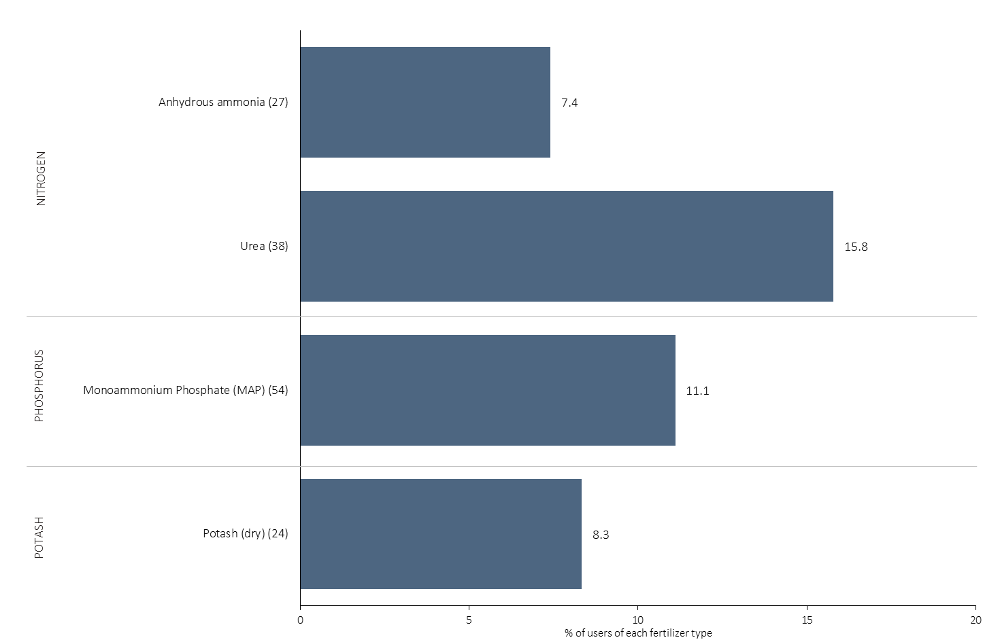 NITROGEN
Anhydrous ammonia (27)
7.4
Urea (38)
15.8
PHOSPHORUS
Monoammonium Phosphate (MAP) (54)
11.1
POTASH
Potash (dry) (24)
8.3
0 5 10 15 20
% of users of each fertilizer type